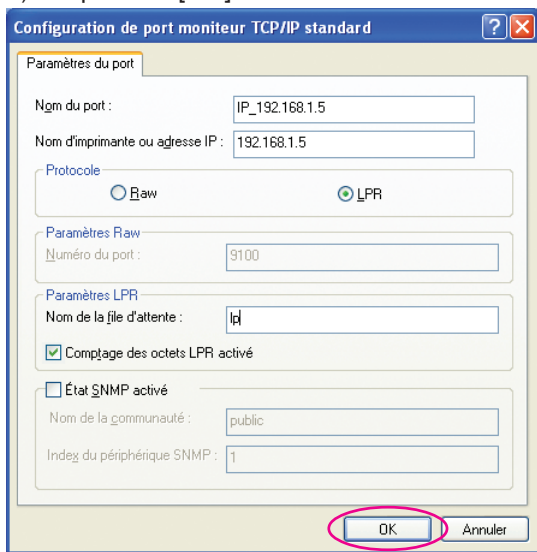 Configuration de port moniteur TCP/IP standard
Paramètres du port
Nom du port :
IP_192.168.1.5
Nom d'imprimante ou adresse IP :
192.168.1.5
Protocole
Raw
LPR
Paramètres Raw
Numéro du port :
9100
Paramètres LPR
Nom de la file d'attente :
lp
Comptage des octets LPR activé
État SNMP activé
Nom de la communauté :
public
Index du périphérique SNMP :
1
OK
Annuler